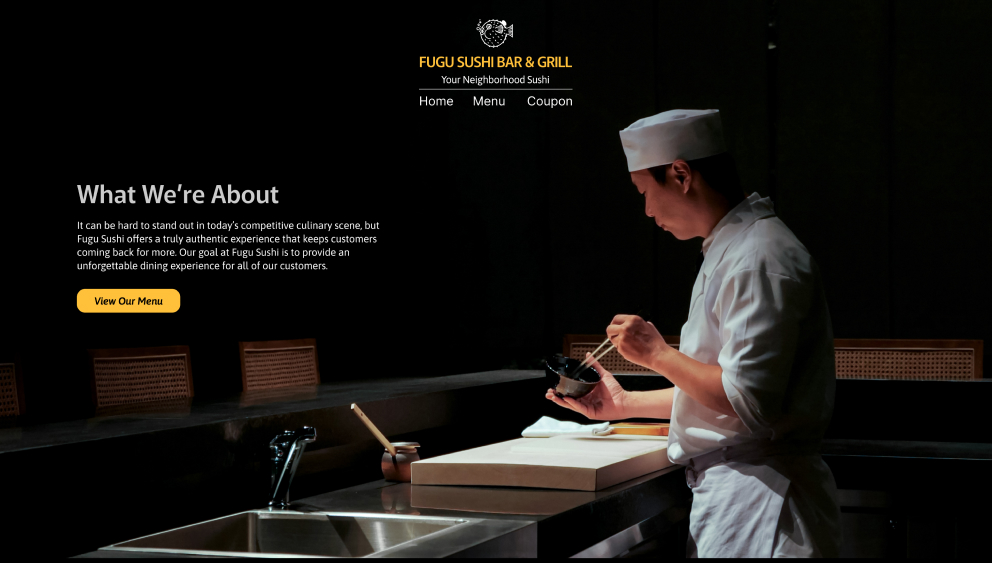 FUGU SUSHI BAR & GRILL
Your Neighborhood Sushi
Home Menu Coupon
What We're About
It can be hard to stand out in today's competitive culinary scene, but
Fugu Sushi offers a truly authentic experience that keeps customers
coming back for more. Our goal at Fugu Sushi is to provide an
unforgettable dining experience for all of our customers.
View Our Menu